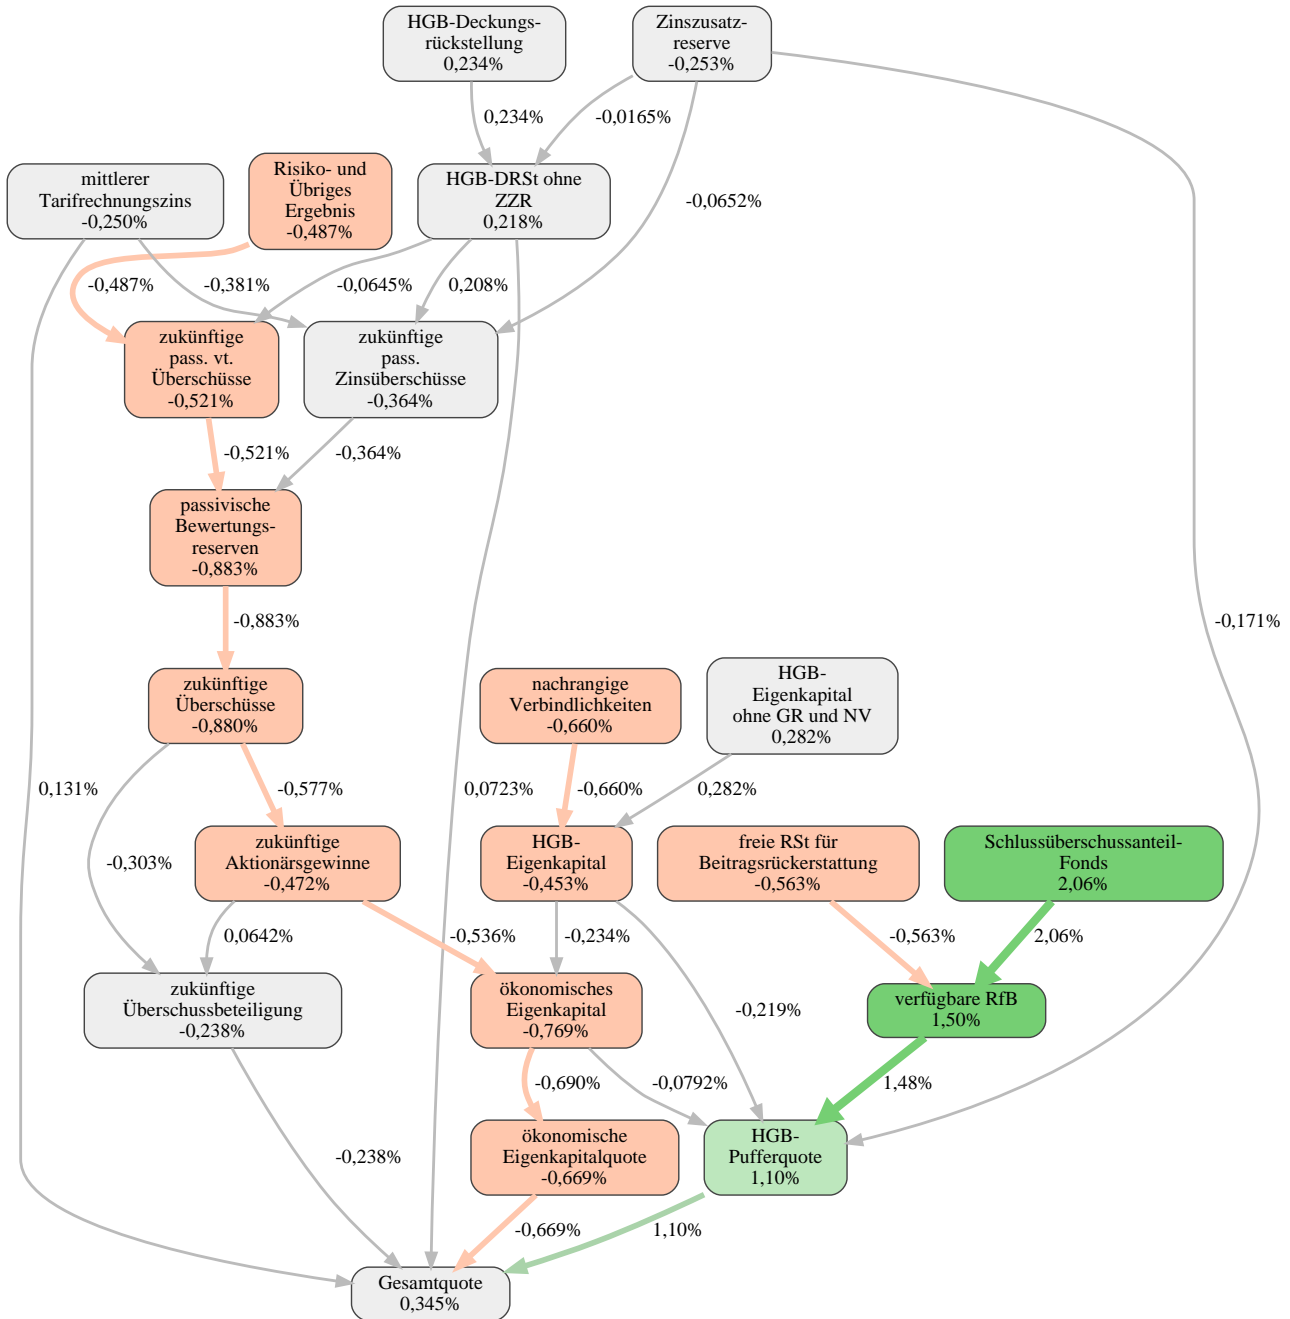 HGB-Deckungs-
rückstellung
0,234%
Zinszusatz-
reserve
-0,253%
0,234%
-0,0165%
mittlerer
Tarifrechnungszins
-0,250%
Risiko- und
Übriges
Ergebnis
-0,487%
HGB-DRSt ohne
ZZR
0,218%
-0,0652%
-0,487%
-0,381%
-0,0645%
0,208%
zukünftige
pass. vt.
Überschüsse
-0,521%
zukünftige
pass.
Zinsüberschüsse
-0,364%
-0,521%
-0,364%
passivische
Bewertungs-
reserven
-0,883%
-0,883%
-0,171%
zukünftige
Überschüsse
-0,880%
nachrangige
Verbindlichkeiten
-0,660%
HGB-
Eigenkapital
ohne GR und NV
0,282%
0,131%
-0,577%
0,0723%
-0,660%
0,282%
-0,303%
zukünftige
Aktionärsgewinne
-0,472%
HGB-
Eigenkapital
-0,453%
freie RSt für
Beitragsrückerstattung
-0,563%
Schlussüberschussanteil-
Fonds
2,06%
0,0642%
-0,536%
-0,234%
-0,563%
2,06%
zukünftige
Überschussbeteiligung
-0,238%
ökonomisches
Eigenkapital
-0,769%
-0,219%
verfügbare RfB
1,50%
-0,690%
-0,0792%
1,48%
-0,238%
ökonomische
Eigenkapitalquote
-0,669%
HGB-
Pufferquote
1,10%
-0,669%
1,10%
Gesamtquote
0,345%